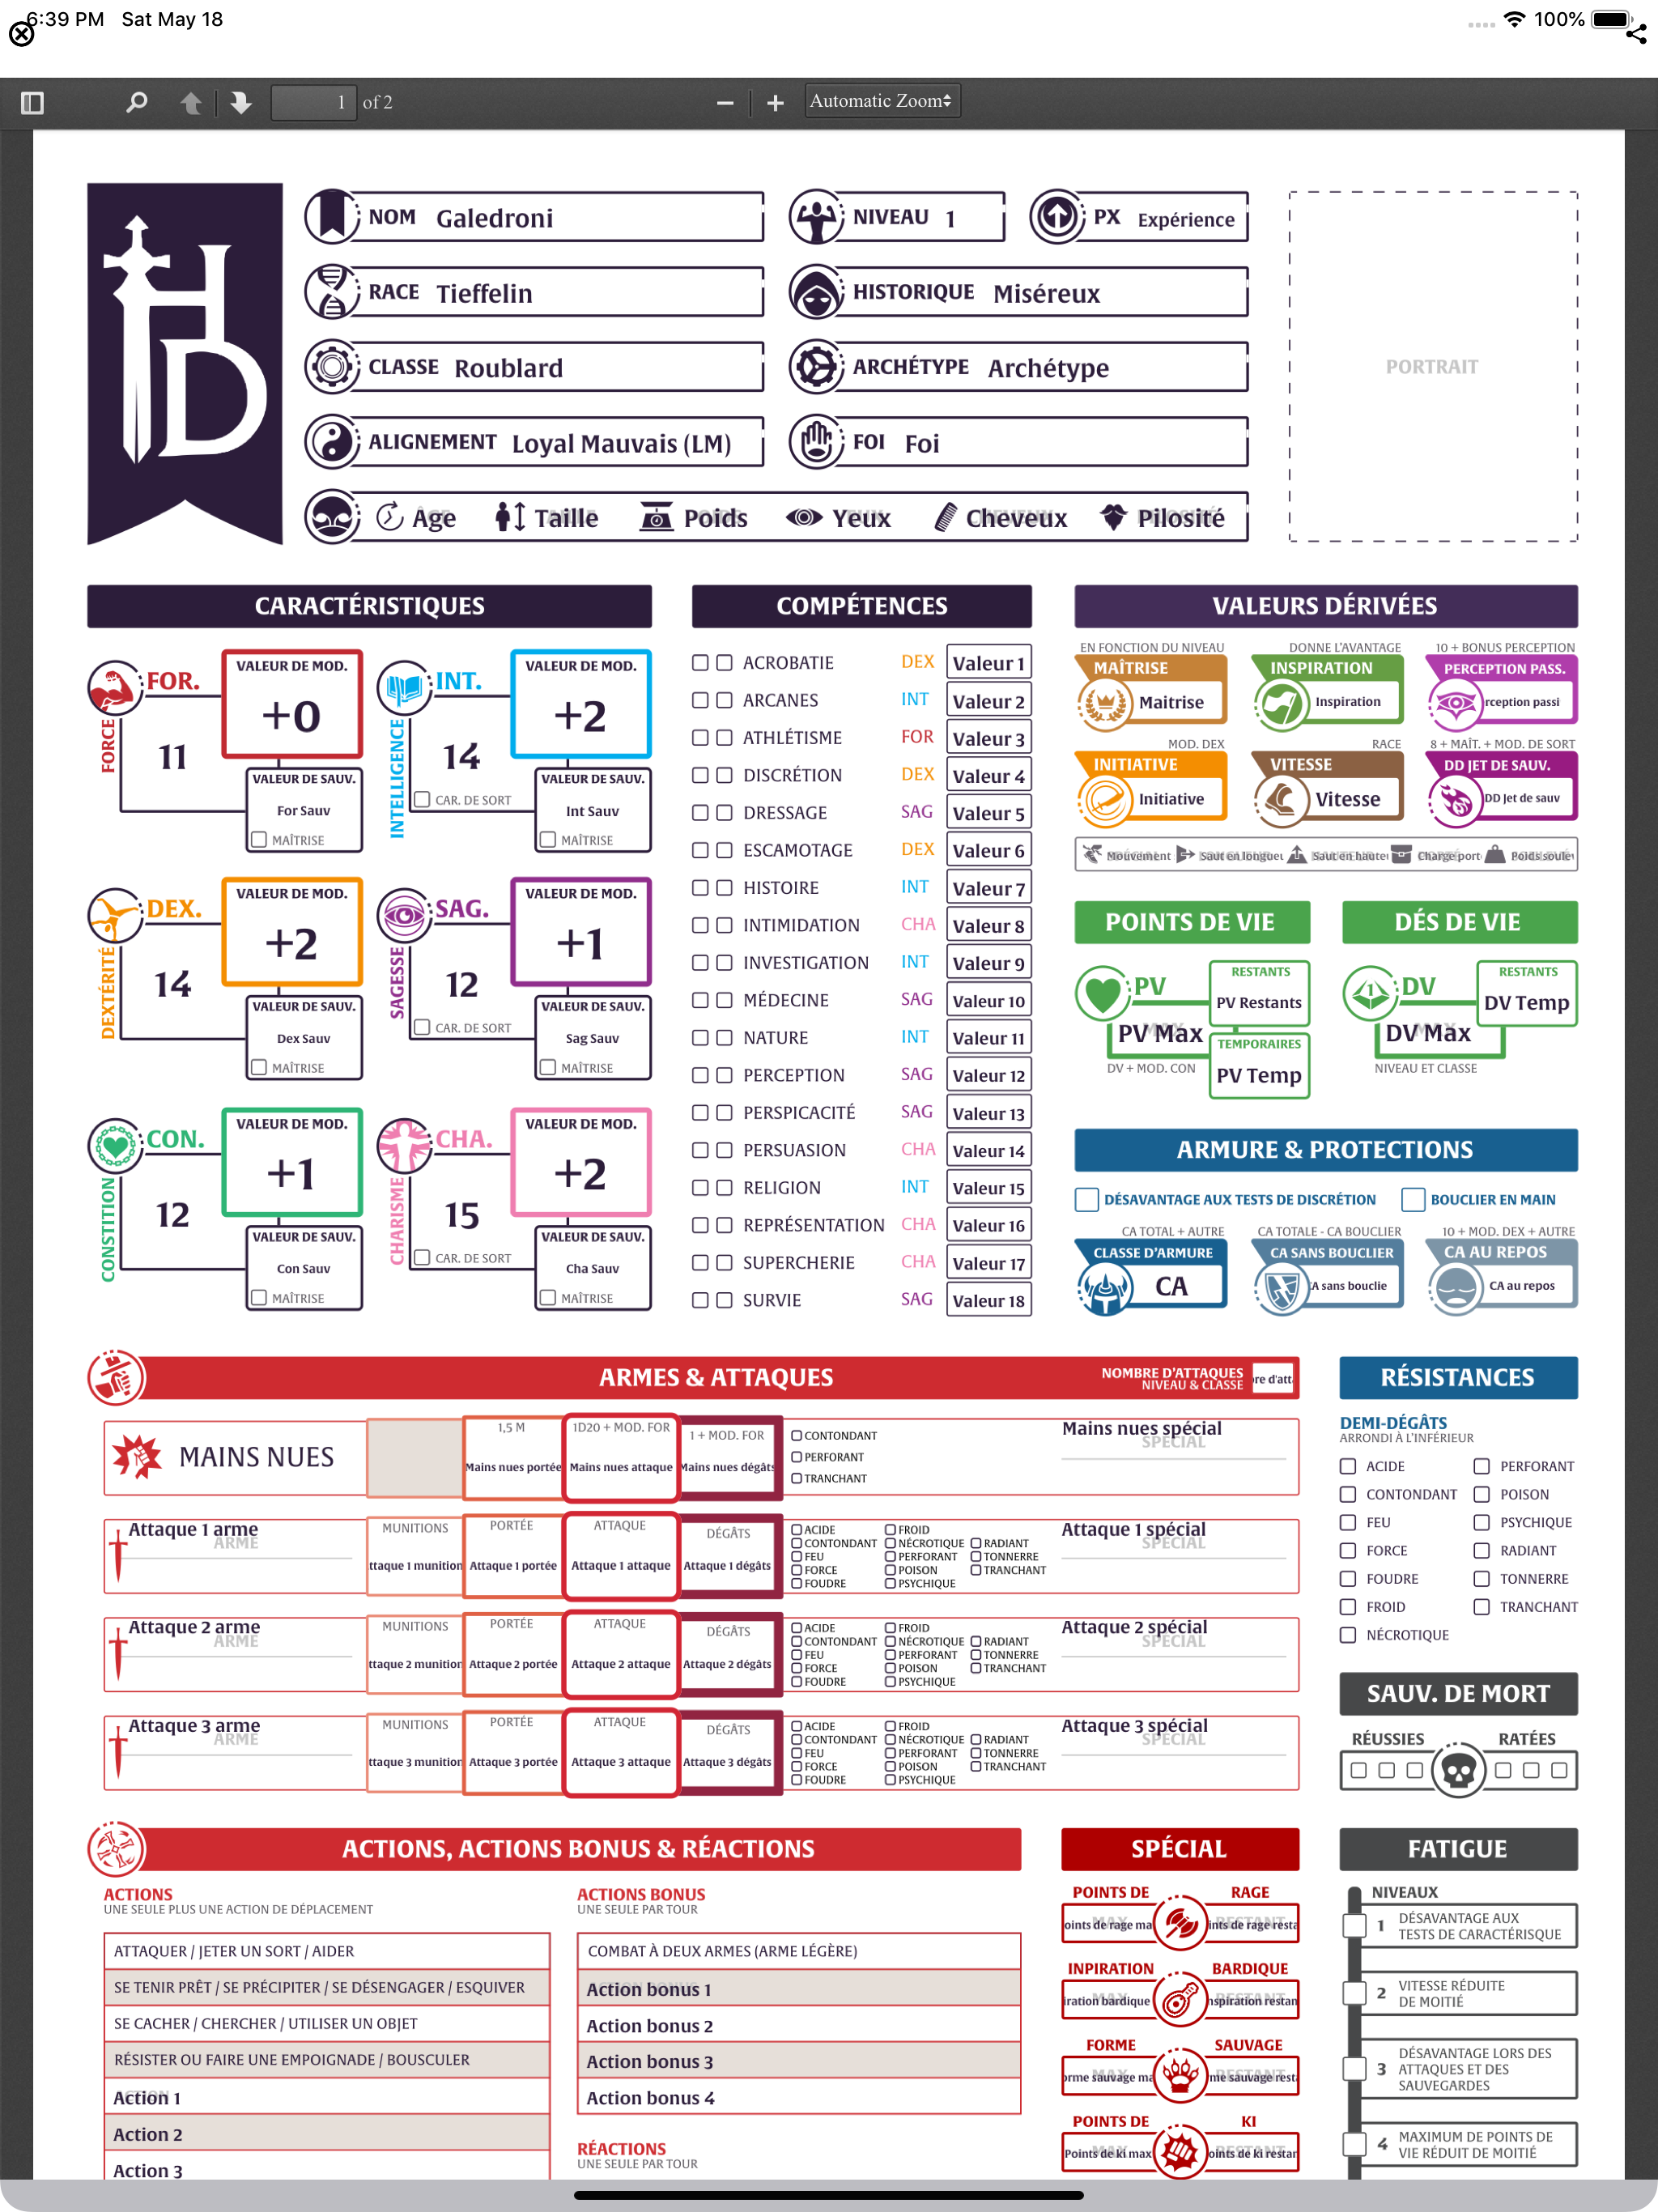 6:39 PM Sat May 18
100%
1 of 2
Automatic Zoom
HD
NOM Galedroni
NIVEAU 1
PX Expérience
RACE Tieffelin
HISTORIQUE Miséreux
CLASSE Roublard
ARCHÉTYPE Archétype
ALIGNEMENT Loyal Mauvais (LM)
FOI Foi
Âge Taille Poids Yeux Cheveux Pilosité
PORTRAIT
CARACTÉRISTIQUES
FOR.
FORCE
11
VALEUR DE MOD.
+0
VALEUR DE SAUV.
For Sauv
MAÎTRISE
INT.
INTELLIGENCE
14
CAR. DE SORT
VALEUR DE MOD.
+2
VALEUR DE SAUV.
Int Sauv
MAÎTRISE
DEX.
DEXTÉRITÉ
14
VALEUR DE MOD.
+2
VALEUR DE SAUV.
Dex Sauv
MAÎTRISE
SAG.
SAGESSE
12
CAR. DE SORT
VALEUR DE MOD.
+1
VALEUR DE SAUV.
Sag Sauv
MAÎTRISE
CON.
CONSTITION
12
VALEUR DE MOD.
+1
VALEUR DE SAUV.
Con Sauv
MAÎTRISE
CHA.
CHARISME
15
CAR. DE SORT
VALEUR DE MOD.
+2
VALEUR DE SAUV.
Cha Sauv
MAÎTRISE
COMPÉTENCES
ACROBATIE DEX Valeur 1
ARCANES INT Valeur 2
ATHLÉTISME FOR Valeur 3
DISCRÉTION DEX Valeur 4
DRESSAGE SAG Valeur 5
ESCAMOTAGE DEX Valeur 6
HISTOIRE INT Valeur 7
INTIMIDATION CHA Valeur 8
INVESTIGATION INT Valeur 9
MÉDECINE SAG Valeur 10
NATURE INT Valeur 11
PERCEPTION SAG Valeur 12
PERSPICACITÉ SAG Valeur 13
PERSUASION CHA Valeur 14
RELIGION INT Valeur 15
REPRÉSENTATION CHA Valeur 16
SUPERCHERIE CHA Valeur 17
SURVIE SAG Valeur 18
VALEURS DÉRIVÉES
EN FONCTION DU NIVEAU
MAÎTRISE
Maitrise
DONNE L'AVANTAGE
INSPIRATION
Inspiration
10 + BONUS PERCEPTION
PERCEPTION PASS.
rception passi
MOD. DEX
INITIATIVE
Initiative
RACE
VITESSE
Vitesse
8 + MAÎT. + MOD. DE SORT
DD JET DE SAUV.
DD Jet de sauv
Mouvement Saut en longueu Saut en haute Charge port Poids soule
POINTS DE VIE
PV
PV Max
DV + MOD. CON
RESTANTS
PV Restants
TEMPORAIRES
PV Temp
DÉS DE VIE
DV
DV Max
NIVEAU ET CLASSE
RESTANTS
DV Temp
ARMURE & PROTECTIONS
DÉSAVANTAGE AUX TESTS DE DISCRÉTION
BOUCLIER EN MAIN
CA TOTAL + AUTRE
CLASSE D'ARMURE
CA
CA TOTALE - CA BOUCLIER
CA SANS BOUCLIER
A sans bouclie
10 + MOD. DEX + AUTRE
CA AU REPOS
CA au repos
ARMES & ATTAQUES
NOMBRE D'ATTAQUES
NIVEAU & CLASSE
re d'att
MAINS NUES
1,5 M
Mains nues portée
1D20 + MOD. FOR
Mains nues attaque
1 + MOD. FOR
Mains nues dégâts
CONTONDANT
PERFORANT
TRANCHANT
Mains nues spécial
SPÉCIAL
Attaque 1 arme
ARME
MUNITIONS
ttaque 1 munition
PORTÉE
Attaque 1 portée
ATTAQUE
Attaque 1 attaque
DÉGÂTS
Attaque 1 dégâts
ACIDE FROID
CONTONDANT NÉCROTIQUE RADIANT
FEU PERFORANT TONNERRE
FORCE POISON TRANCHANT
FOUDRE PSYCHIQUE
Attaque 1 spécial
SPÉCIAL
Attaque 2 arme
ARME
MUNITIONS
ttaque 2 munition
PORTÉE
Attaque 2 portée
ATTAQUE
Attaque 2 attaque
DÉGÂTS
Attaque 2 dégâts
ACIDE FROID
CONTONDANT NÉCROTIQUE RADIANT
FEU PERFORANT TONNERRE
FORCE POISON TRANCHANT
FOUDRE PSYCHIQUE
Attaque 2 spécial
SPÉCIAL
Attaque 3 arme
ARME
MUNITIONS
ttaque 3 munition
PORTÉE
Attaque 3 portée
ATTAQUE
Attaque 3 attaque
DÉGÂTS
Attaque 3 dégâts
ACIDE FROID
CONTONDANT NÉCROTIQUE RADIANT
FEU PERFORANT TONNERRE
FORCE POISON TRANCHANT
FOUDRE PSYCHIQUE
Attaque 3 spécial
SPÉCIAL
RÉSISTANCES
DEMI-DÉGÂTS
ARRONDI À L'INFÉRIEUR
ACIDE PERFORANT
CONTONDANT POISON
FEU PSYCHIQUE
FORCE RADIANT
FOUDRE TONNERRE
FROID TRANCHANT
NÉCROTIQUE
SAUV. DE MORT
RÉUSSIES RATÉES
ACTIONS, ACTIONS BONUS & RÉACTIONS
ACTIONS
UNE SEULE PLUS UNE ACTION DE DÉPLACEMENT
ATTAQUER / JETER UN SORT / AIDER
SE TENIR PRÊT / SE PRÉCIPITER / SE DÉSENGAGER / ESQUIVER
SE CACHER / CHERCHER / UTILISER UN OBJET
RÉSISTER OU FAIRE UNE EMPOIGNADE / BOUSCULER
Action 1
Action 2
Action 3
ACTIONS BONUS
UNE SEULE PAR TOUR
COMBAT À DEUX ARMES (ARME LÉGÈRE)
Action bonus 1
Action bonus 2
Action bonus 3
Action bonus 4
RÉACTIONS
UNE SEULE PAR TOUR
SPÉCIAL
POINTS DE RAGE
oints de rage ma ints de rage resta
INPIRATION BARDIQUE
iration bardique nspiration restan
FORME SAUVAGE
orme sauvage ma me sauvage resta
POINTS DE KI
Points de ki max oints de ki restan
FATIGUE
NIVEAUX
1 DÉSAVANTAGE AUX
TESTS DE CARACTÉRISQUE
2 VITESSE RÉDUITE
DE MOITIÉ
3 DÉSAVANTAGE LORS DES
ATTAQUES ET DES
SAUVEGARDES
4 MAXIMUM DE POINTS DE
VIE RÉDUIT DE MOITIÉ